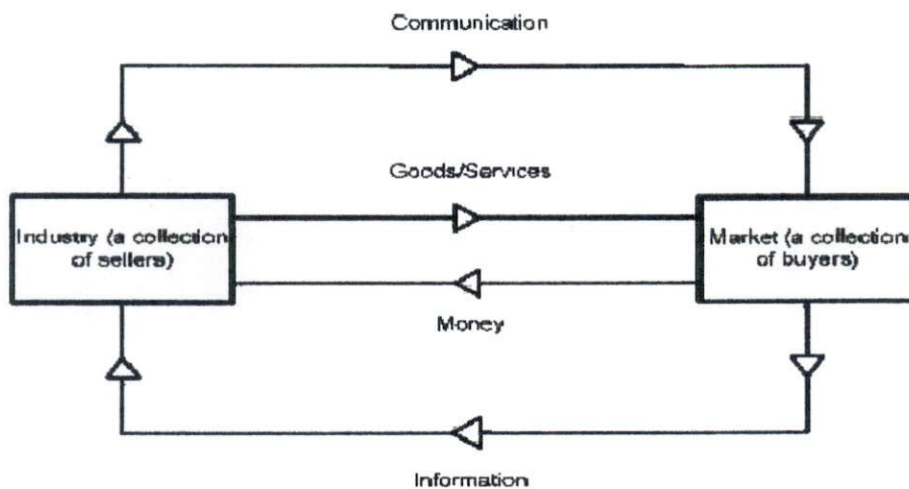 Communication
Goods/Services
Industry (a collection
of sellers)
Market (a collection
of buyers)
Money
Information